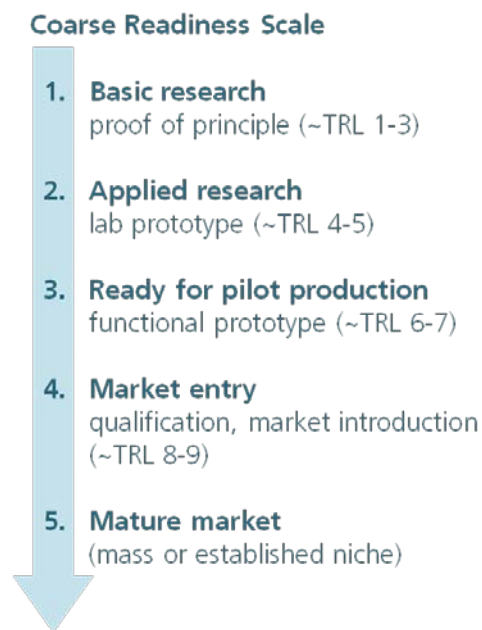 Coarse Readiness Scale
1. Basic research
proof of principle (~TRL 1-3)
2. Applied research
lab prototype (~TRL 4-5)
3. Ready for pilot production
functional prototype (~TRL 6-7)
4. Market entry
qualification, market introduction
(~TRL 8-9)
5. Mature market
(mass or established niche)